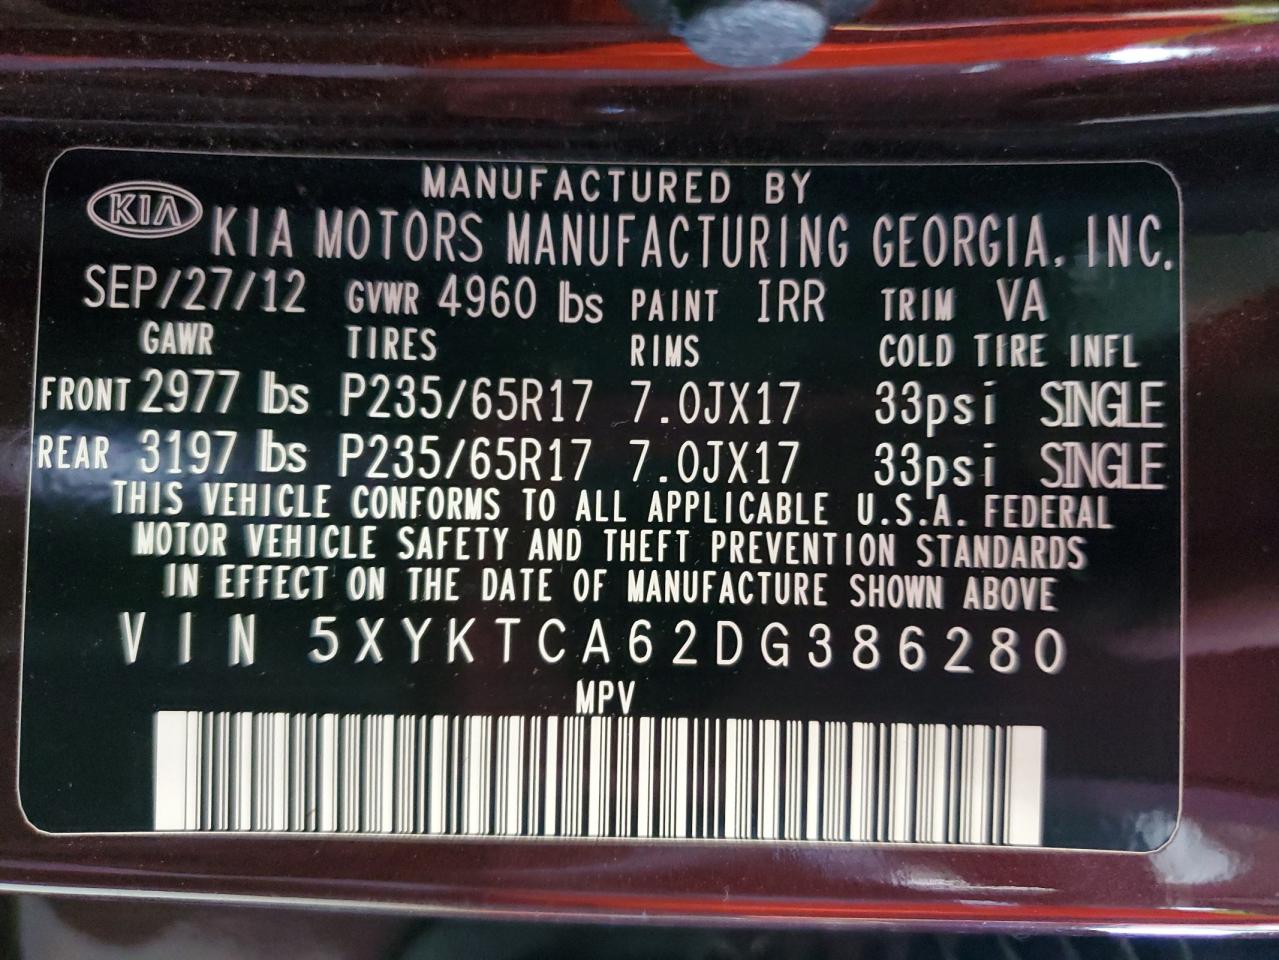 MANUFACTURED BY
KIA KIA MOTORS MANUFACTURING GEORGIA, INC.
SEP/27/12 GVWR 4960 lbs PAINT IRR TRIM VA
GAWR TIRES RIMS COLD TIRE INFL
FRONT 2977 lbs P235/65R17 7.0JX17 33psi SINGLE
REAR 3197 lbs P235/65R17 7.0JX17 33psi SINGLE
THIS VEHICLE CONFORMS TO ALL APPLICABLE U.S.A. FEDERAL
MOTOR VEHICLE SAFETY AND THEFT PREVENTION STANDARDS
IN EFFECT ON THE DATE OF MANUFACTURE SHOWN ABOVE
VIN 5XYKTCA62DG386280
MPV